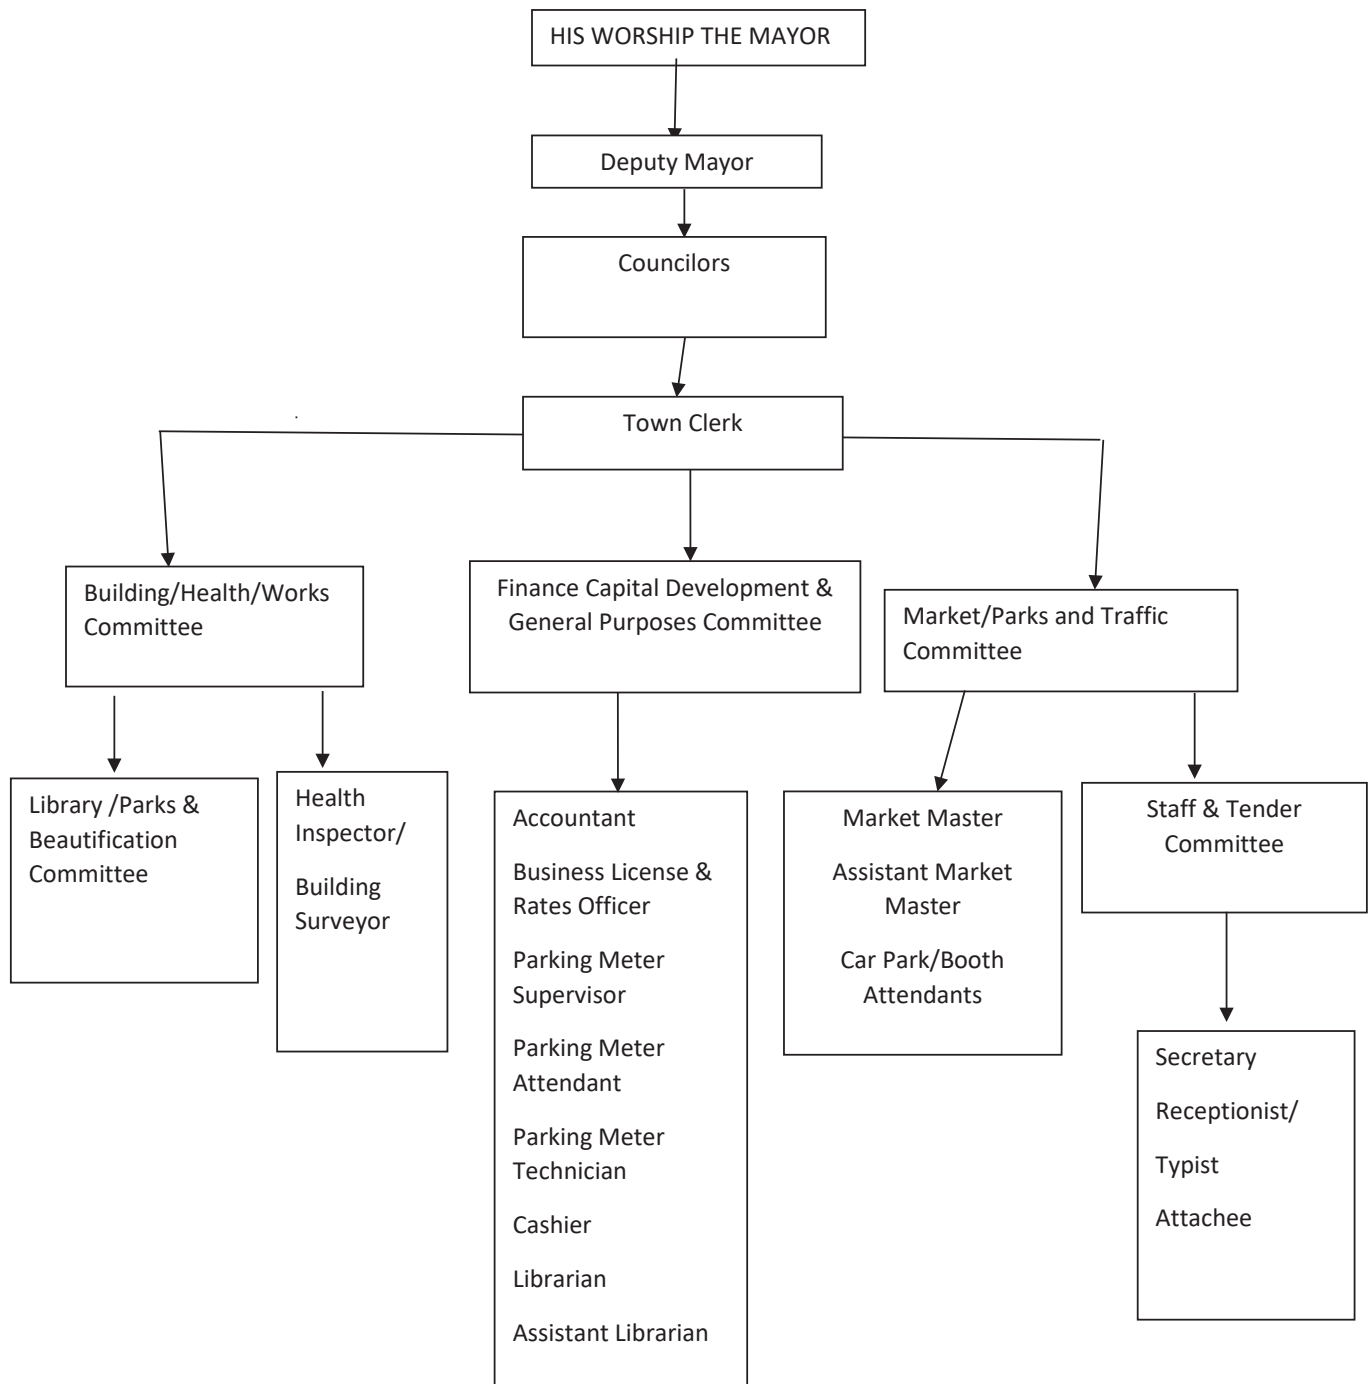 HIS WORSHIP THE MAYOR
Deputy Mayor
Councilors
Town Clerk
Building/Health/Works
Committee
Finance Capital Development &
General Purposes Committee
Market/Parks and Traffic
Committee
Library /Parks &
Beautification
Committee
Health
Inspector/
Building
Surveyor
Accountant
Business License &
Rates Officer
Parking Meter
Supervisor
Parking Meter
Attendant
Parking Meter
Technician
Cashier
Librarian
Assistant Librarian
Market Master
Assistant Market
Master
Car Park/Booth
Attendants
Staff & Tender
Committee
Secretary
Receptionist/
Typist
Attachee